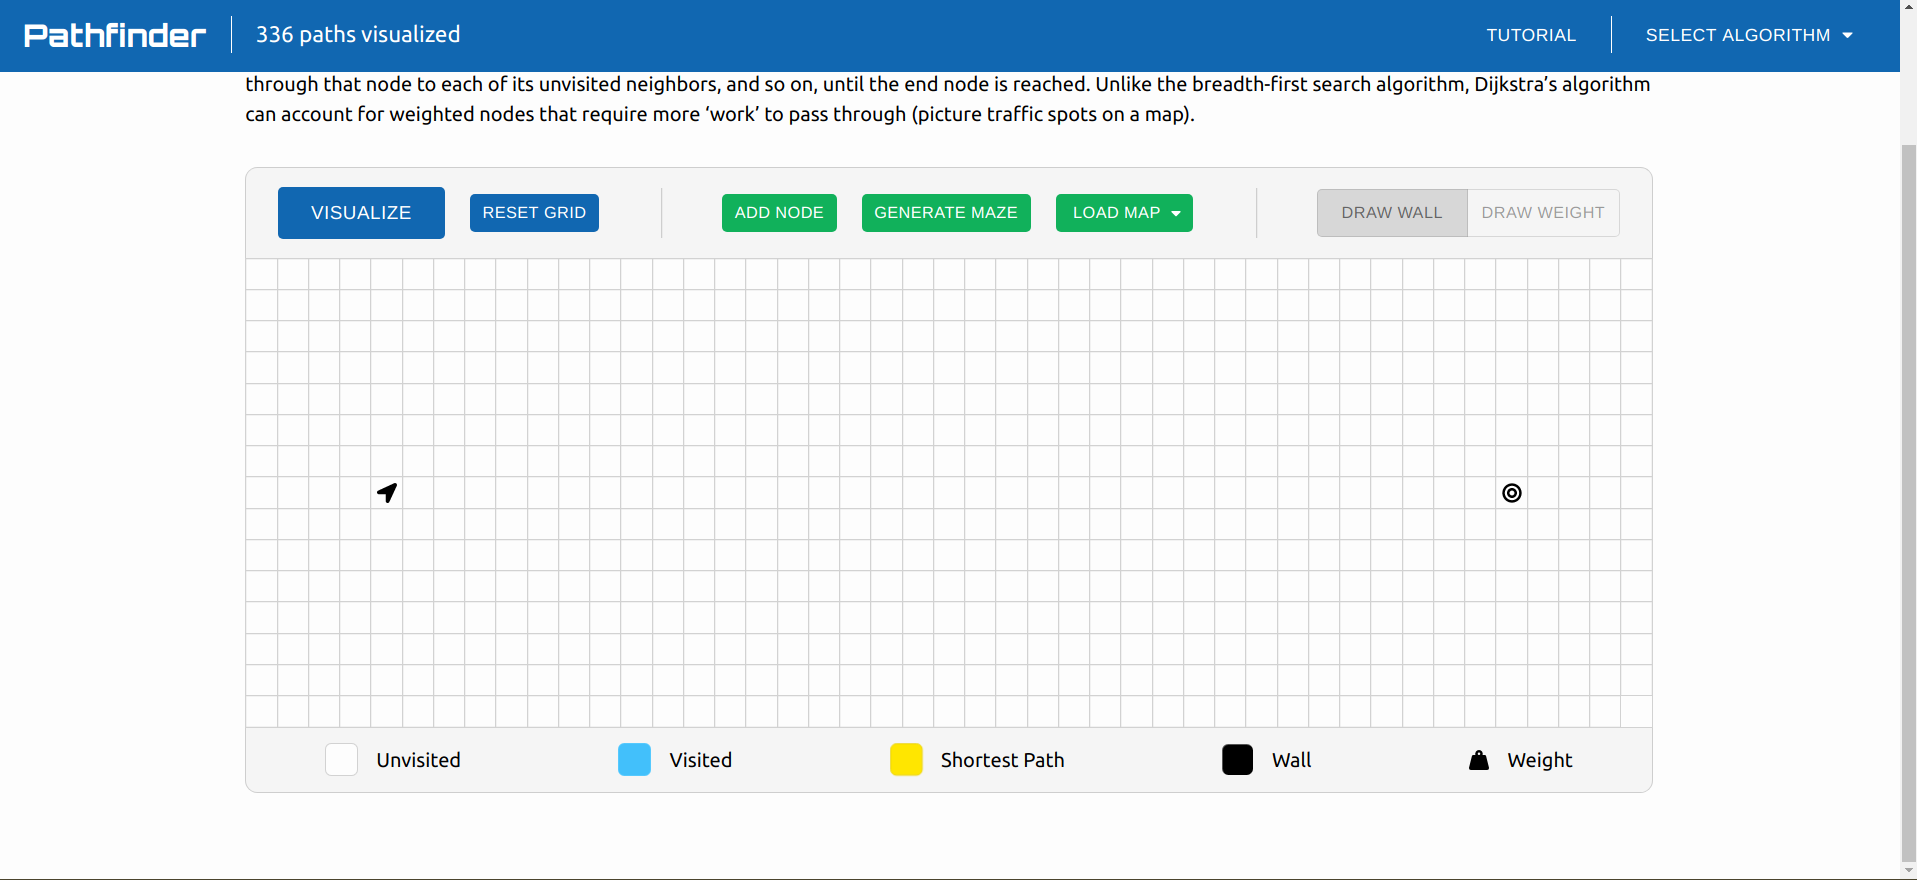 Pathfinder
336 paths visualized
TUTORIAL
SELECT ALGORITHM
through that node to each of its unvisited neighbors, and so on, until the end node is reached. Unlike the breadth-first search algorithm, Dijkstra’s algorithm
can account for weighted nodes that require more ‘work’ to pass through (picture traffic spots on a map).
VISUALIZE
RESET GRID
ADD NODE
GENERATE MAZE
LOAD MAP
DRAW WALL
DRAW WEIGHT
Unvisited
Visited
Shortest Path
Wall
Weight